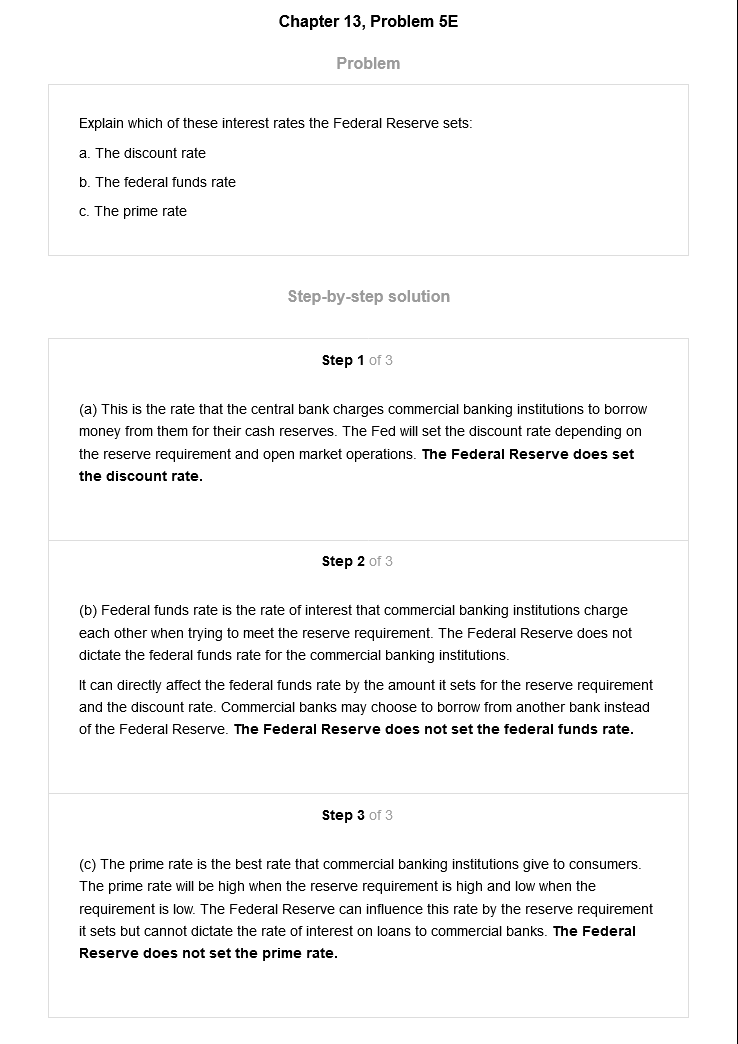 Chapter 13, Problem 5E
Problem
Explain which of these interest rates the Federal Reserve sets:
a. The discount rate
b. The federal funds rate
c. The prime rate
Step-by-step solution
Step 1 of 3
(a) This is the rate that the central bank charges commercial banking institutions to borrow
money from them for their cash reserves. The Fed will set the discount rate depending on
the reserve requirement and open market operations. The Federal Reserve does set
the discount rate.
Step 2 of 3
(b) Federal funds rate is the rate of interest that commercial banking institutions charge
each other when trying to meet the reserve requirement. The Federal Reserve does not
dictate the federal funds rate for the commercial banking institutions.
It can directly affect the federal funds rate by the amount it sets for the reserve requirement
and the discount rate. Commercial banks may choose to borrow from another bank instead
of the Federal Reserve. The Federal Reserve does not set the federal funds rate.
Step 3 of 3
(c) The prime rate is the best rate that commercial banking institutions give to consumers.
The prime rate will be high when the reserve requirement is high and low when the
requirement is low. The Federal Reserve can influence this rate by the reserve requirement
it sets but cannot dictate the rate of interest on loans to commercial banks. The Federal
Reserve does not set the prime rate.